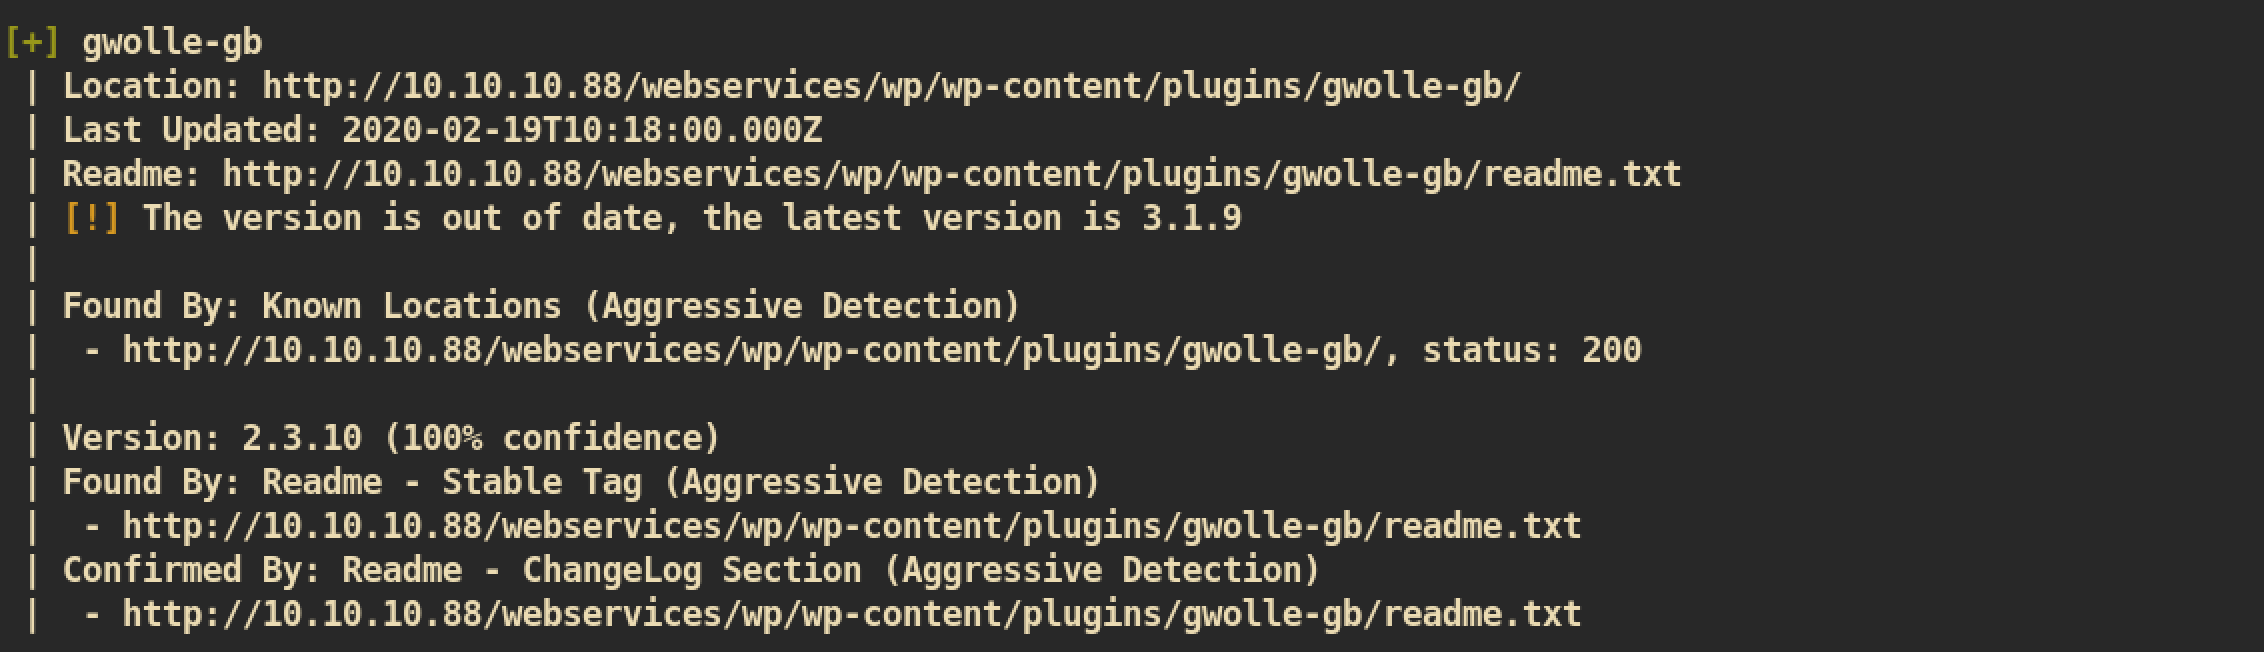 [+] gwolle-gb
| Location: http://10.10.10.88/webservices/wp/wp-content/plugins/gwolle-gb/
| Last Updated: 2020-02-19T10:18:00.000Z
| Readme: http://10.10.10.88/webservices/wp/wp-content/plugins/gwolle-gb/readme.txt
| [!] The version is out of date, the latest version is 3.1.9
|
| Found By: Known Locations (Aggressive Detection)
|  - http://10.10.10.88/webservices/wp/wp-content/plugins/gwolle-gb/, status: 200
|
| Version: 2.3.10 (100% confidence)
| Found By: Readme - Stable Tag (Aggressive Detection)
|  - http://10.10.10.88/webservices/wp/wp-content/plugins/gwolle-gb/readme.txt
| Confirmed By: Readme - ChangeLog Section (Aggressive Detection)
|  - http://10.10.10.88/webservices/wp/wp-content/plugins/gwolle-gb/readme.txt